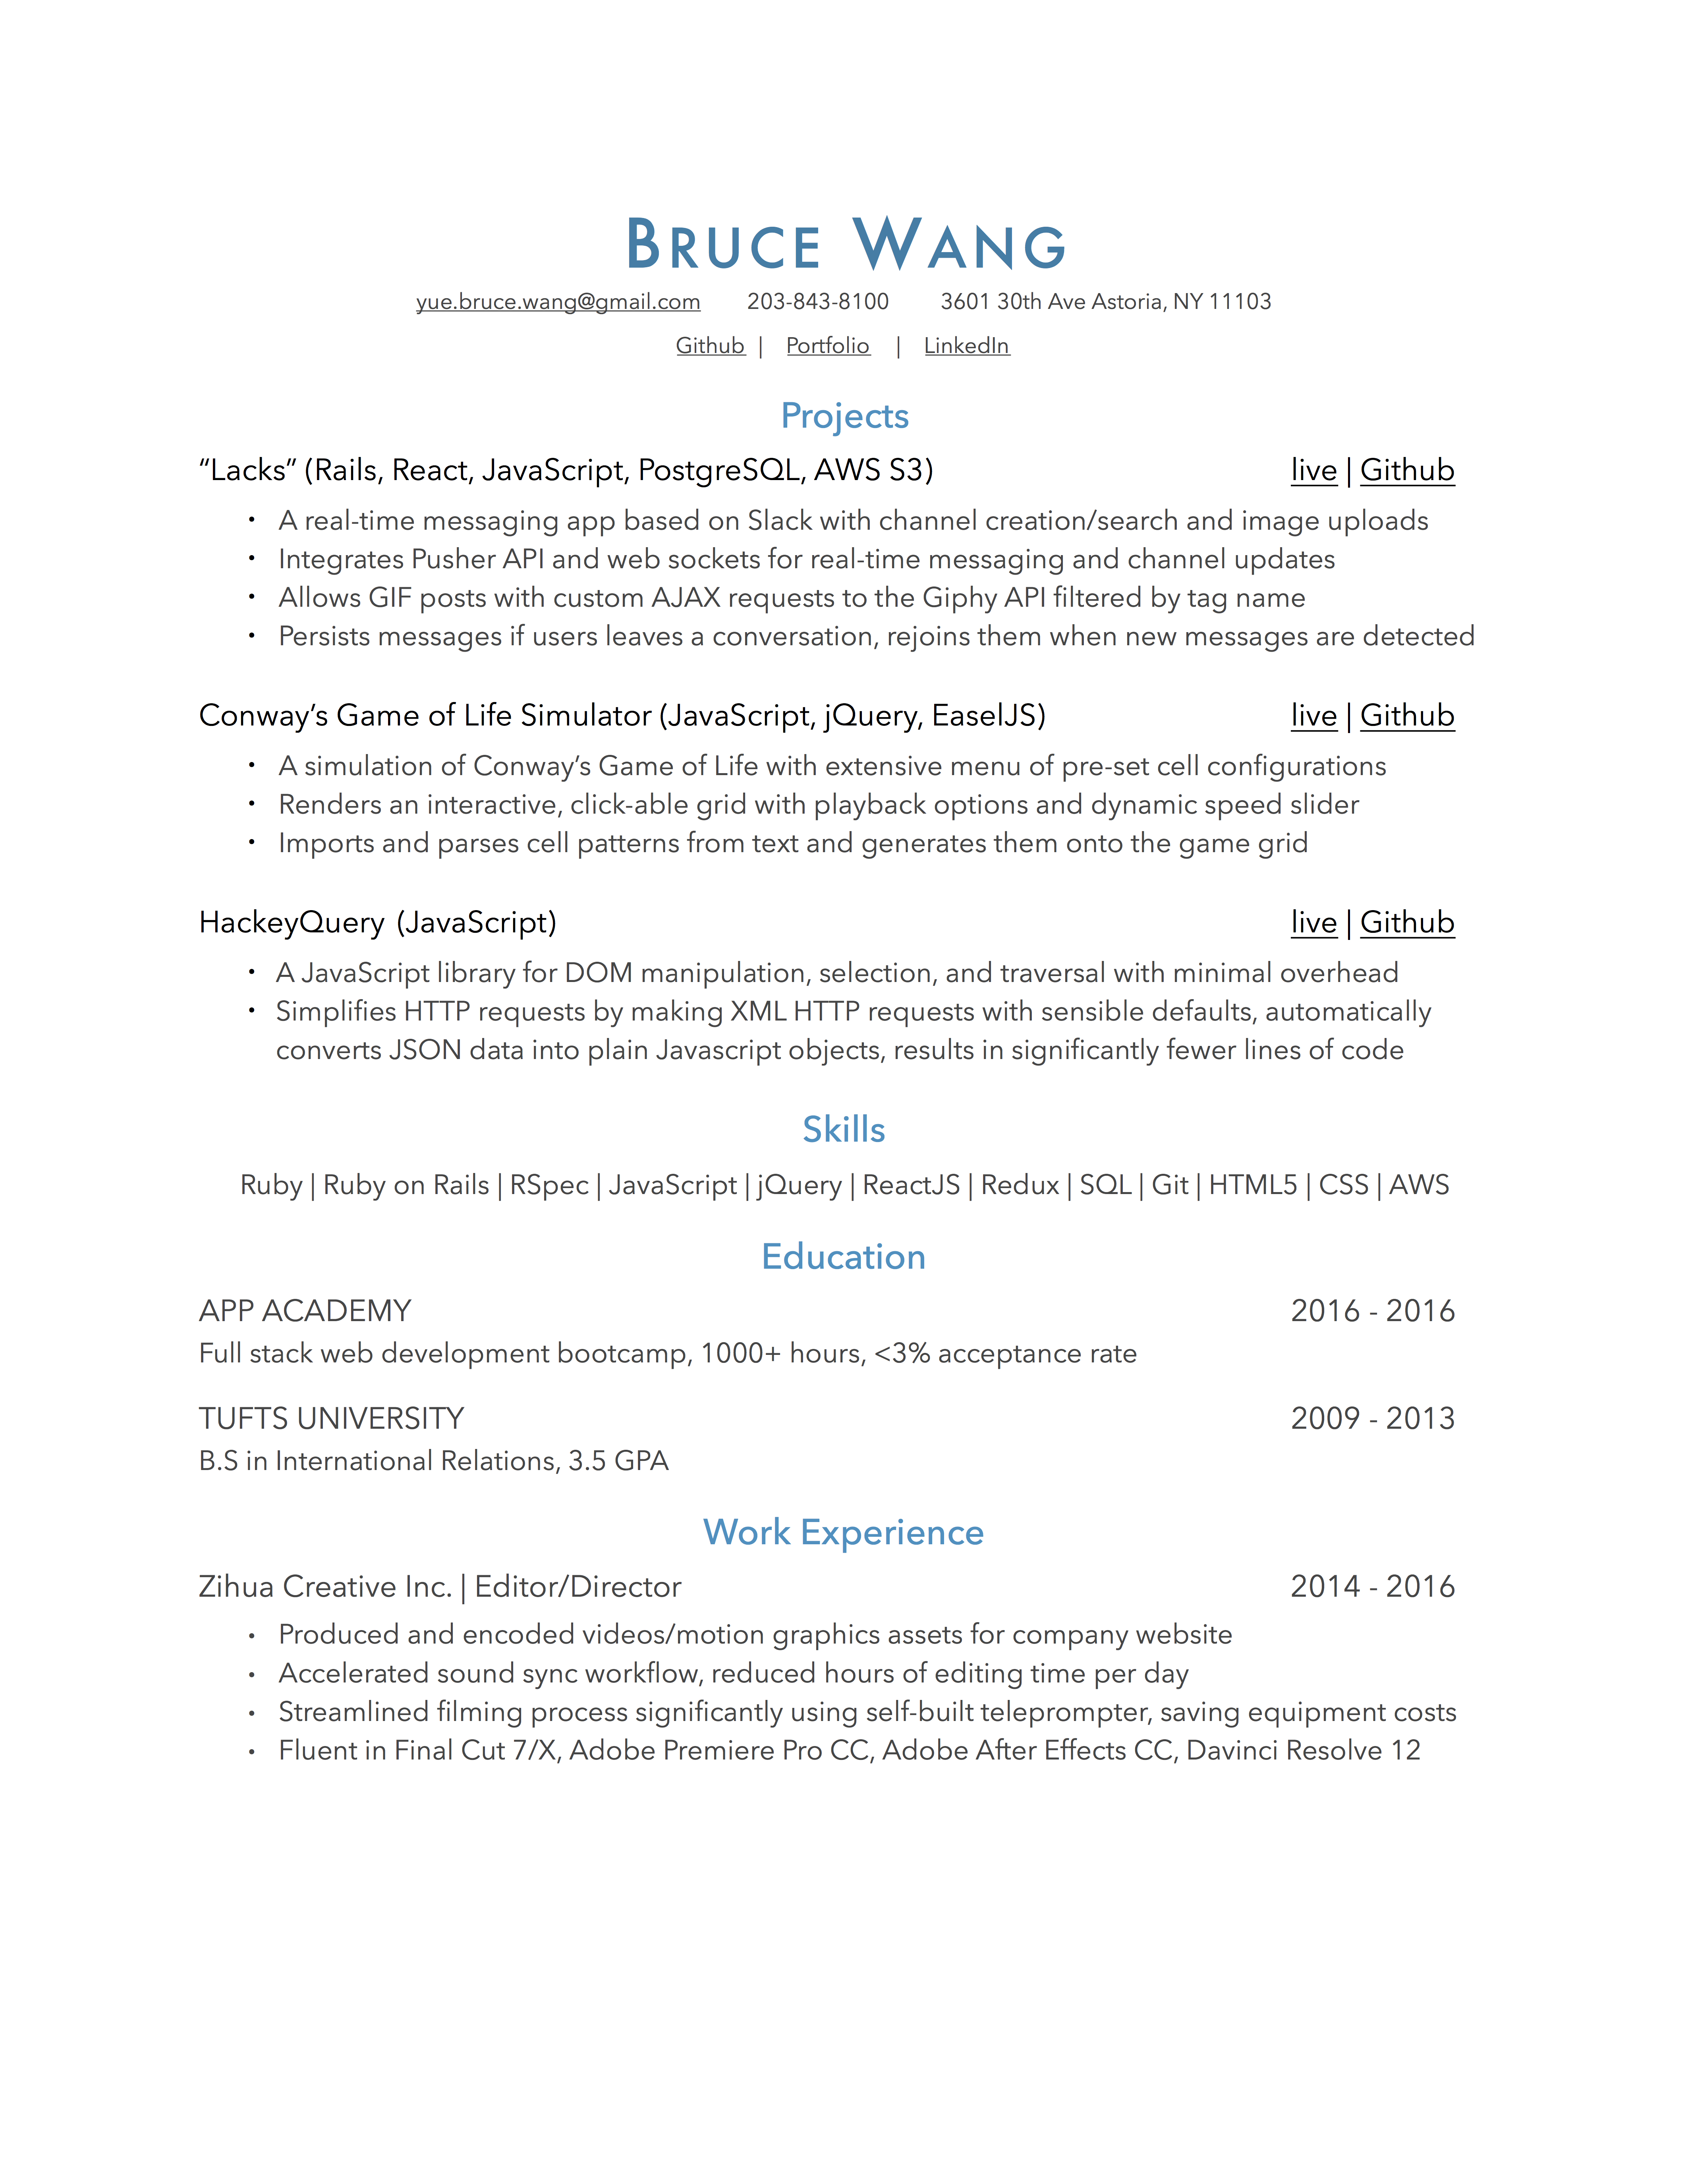 BRUCE WANG
yue.bruce.wang@gmail.com 203-843-8100 3601 30th Ave Astoria, NY 11103
Github | Portfolio | LinkedIn
Projects
“Lacks” (Rails, React, JavaScript, PostgreSQL, AWS S3) live | Github
• A real-time messaging app based on Slack with channel creation/search and image uploads
• Integrates Pusher API and web sockets for real-time messaging and channel updates
• Allows GIF posts with custom AJAX requests to the Giphy API filtered by tag name
• Persists messages if users leaves a conversation, rejoins them when new messages are detected
Conway’s Game of Life Simulator (JavaScript, jQuery, EaselJS) live | Github
• A simulation of Conway’s Game of Life with extensive menu of pre-set cell configurations
• Renders an interactive, click-able grid with playback options and dynamic speed slider
• Imports and parses cell patterns from text and generates them onto the game grid
HackeyQuery (JavaScript) live | Github
• A JavaScript library for DOM manipulation, selection, and traversal with minimal overhead
• Simplifies HTTP requests by making XML HTTP requests with sensible defaults, automatically
converts JSON data into plain Javascript objects, results in significantly fewer lines of code
Skills
Ruby | Ruby on Rails | RSpec | JavaScript | jQuery | ReactJS | Redux | SQL | Git | HTML5 | CSS | AWS
Education
APP ACADEMY 2016 - 2016
Full stack web development bootcamp, 1000+ hours, <3% acceptance rate
TUFTS UNIVERSITY 2009 - 2013
B.S in International Relations, 3.5 GPA
Work Experience
Zihua Creative Inc. | Editor/Director 2014 - 2016
• Produced and encoded videos/motion graphics assets for company website
• Accelerated sound sync workflow, reduced hours of editing time per day
• Streamlined filming process significantly using self-built teleprompter, saving equipment costs
• Fluent in Final Cut 7/X, Adobe Premiere Pro CC, Adobe After Effects CC, Davinci Resolve 12